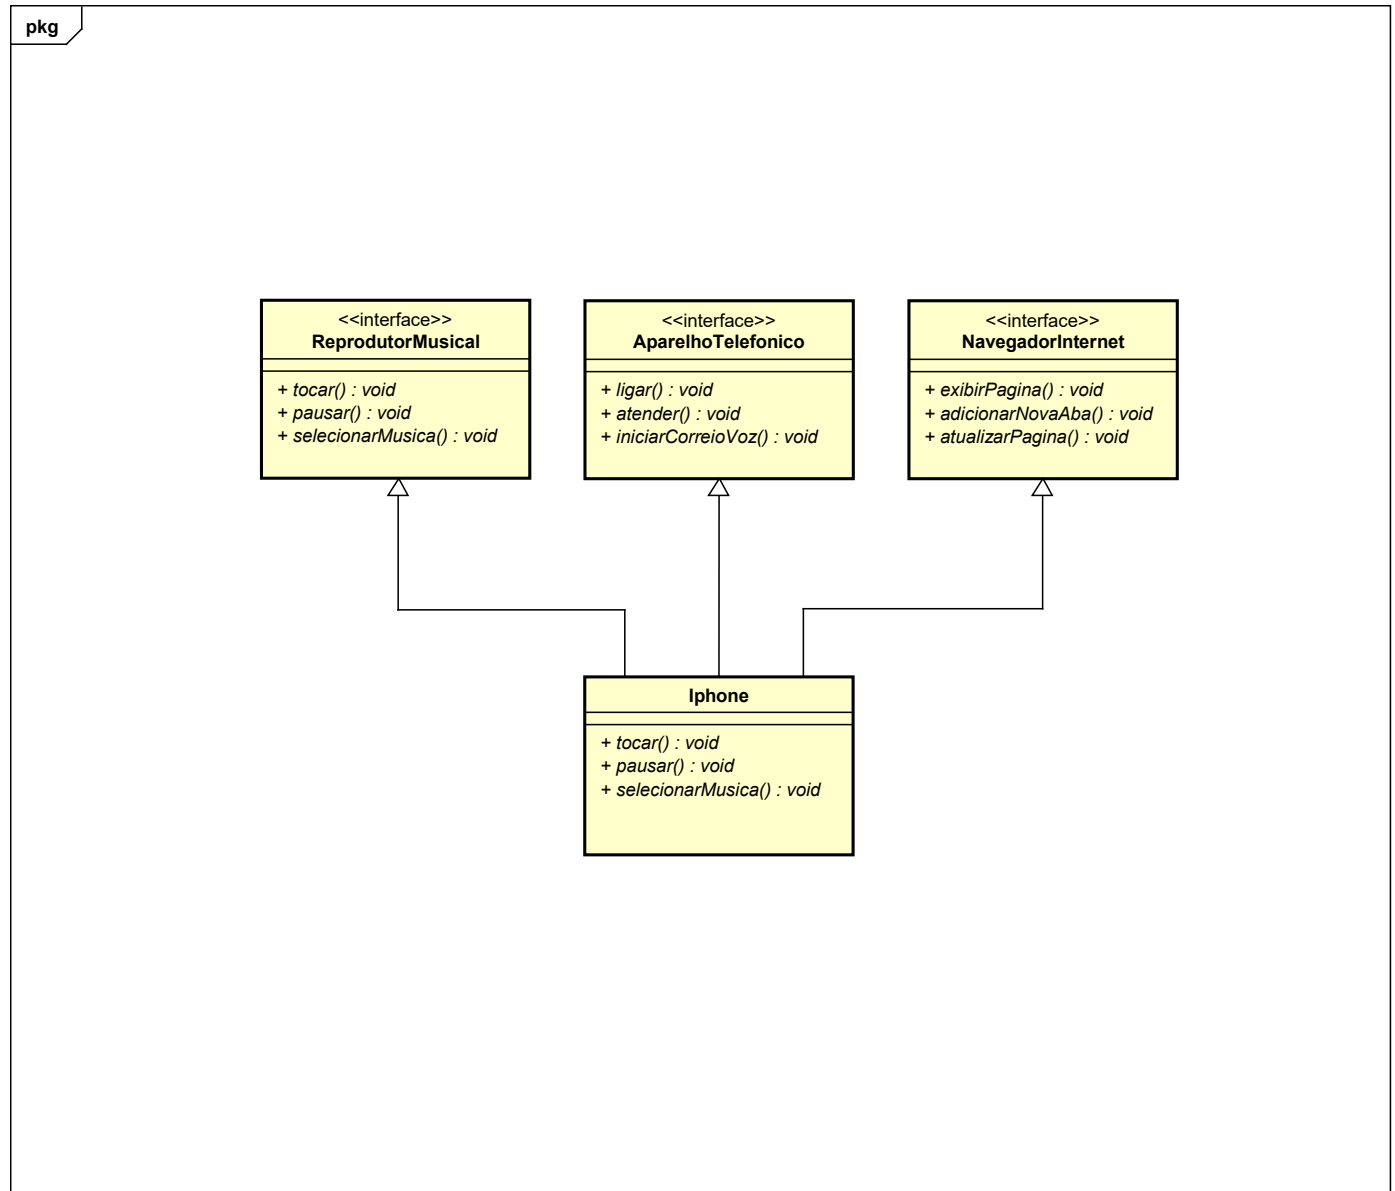 pkg
<<interface>>
ReprodutorMusical
+ tocar() : void
+ pausar() : void
+ selecionarMusica() : void
<<interface>>
AparelhoTelefonico
+ ligar() : void
+ atender() : void
+ iniciarCorreioVoz() : void
<<interface>>
NavegadorInternet
+ exibirPagina() : void
+ adicionarNovaAba() : void
+ atualizarPagina() : void
Iphone
+ tocar() : void
+ pausar() : void
+ selecionarMusica() : void